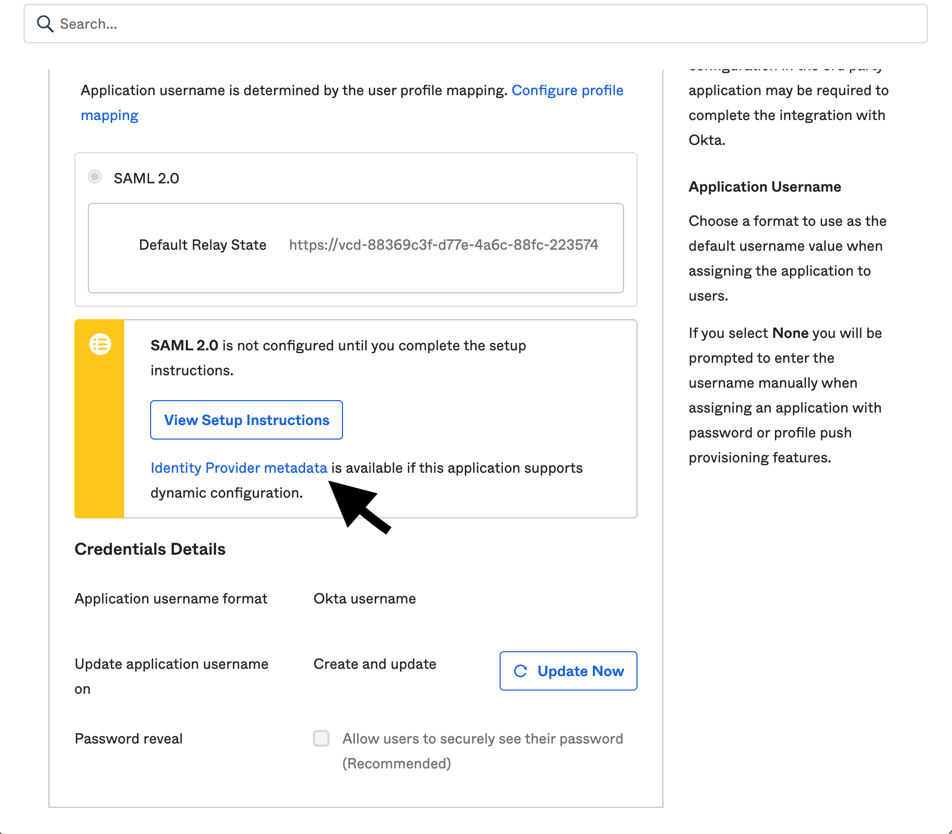 Search...
Application username is determined by the user profile mapping. Configure profile
mapping
SAML 2.0
Default Relay State https://vcd-88369c3f-d77e-4a6c-88fc-223574
SAML 2.0 is not configured until you complete the setup
instructions.
View Setup Instructions
Identity Provider metadata is available if this application supports
dynamic configuration.
Credentials Details
Application username format Okta username
Update application username
on
Create and update
Update Now
Password reveal
Allow users to securely see their password
(Recommended)
configuration in the 3rd party
application may be required to
complete the integration with
Okta.
Application Username
Choose a format to use as the
default username value when
assigning the application to
users.
If you select None you will be
prompted to enter the
username manually when
assigning an application with
password or profile push
provisioning features.